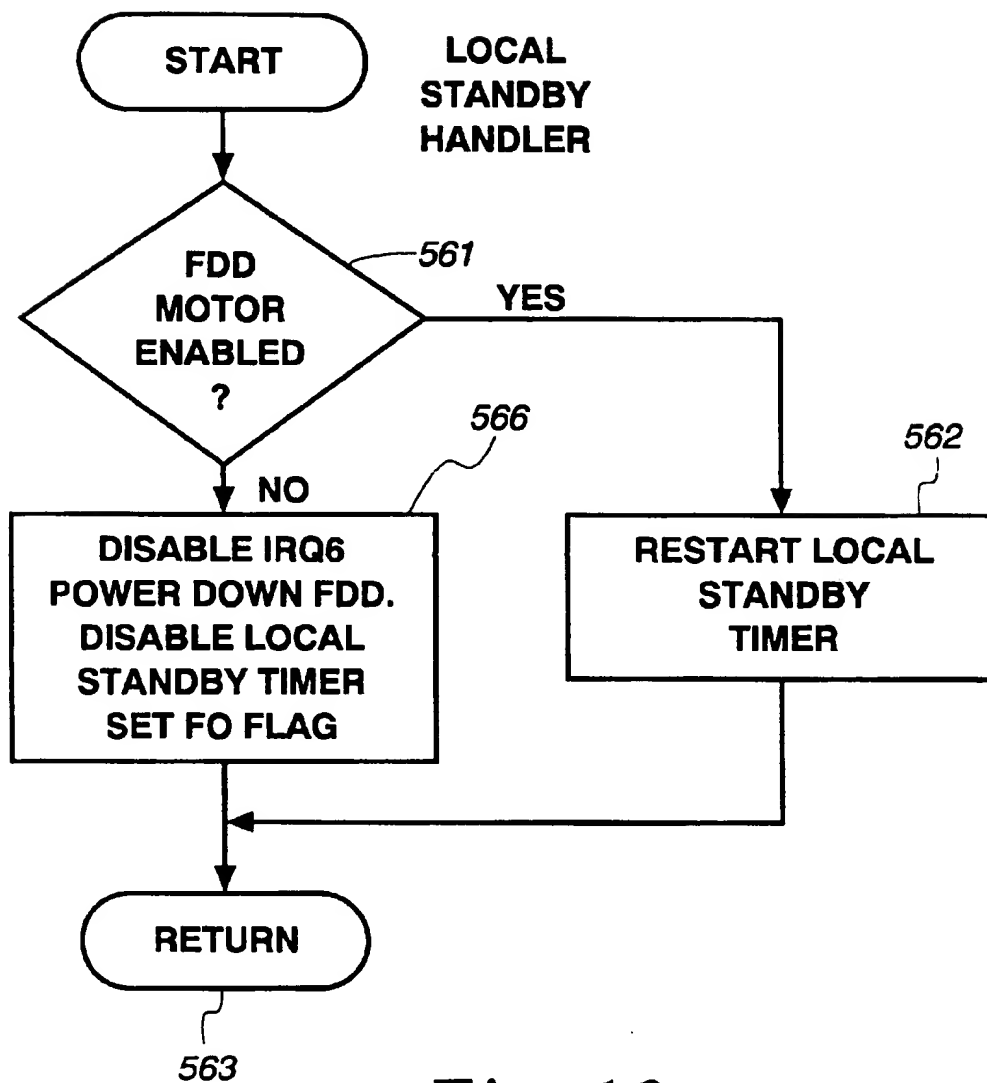 START
LOCAL
STANDBY
HANDLER
FDD
MOTOR
ENABLED
?
561
YES
NO
566
562
DISABLE IRQ6
POWER DOWN FDD.
DISABLE LOCAL
STANDBY TIMER
SET FO FLAG
RESTART LOCAL
STANDBY
TIMER
RETURN
563